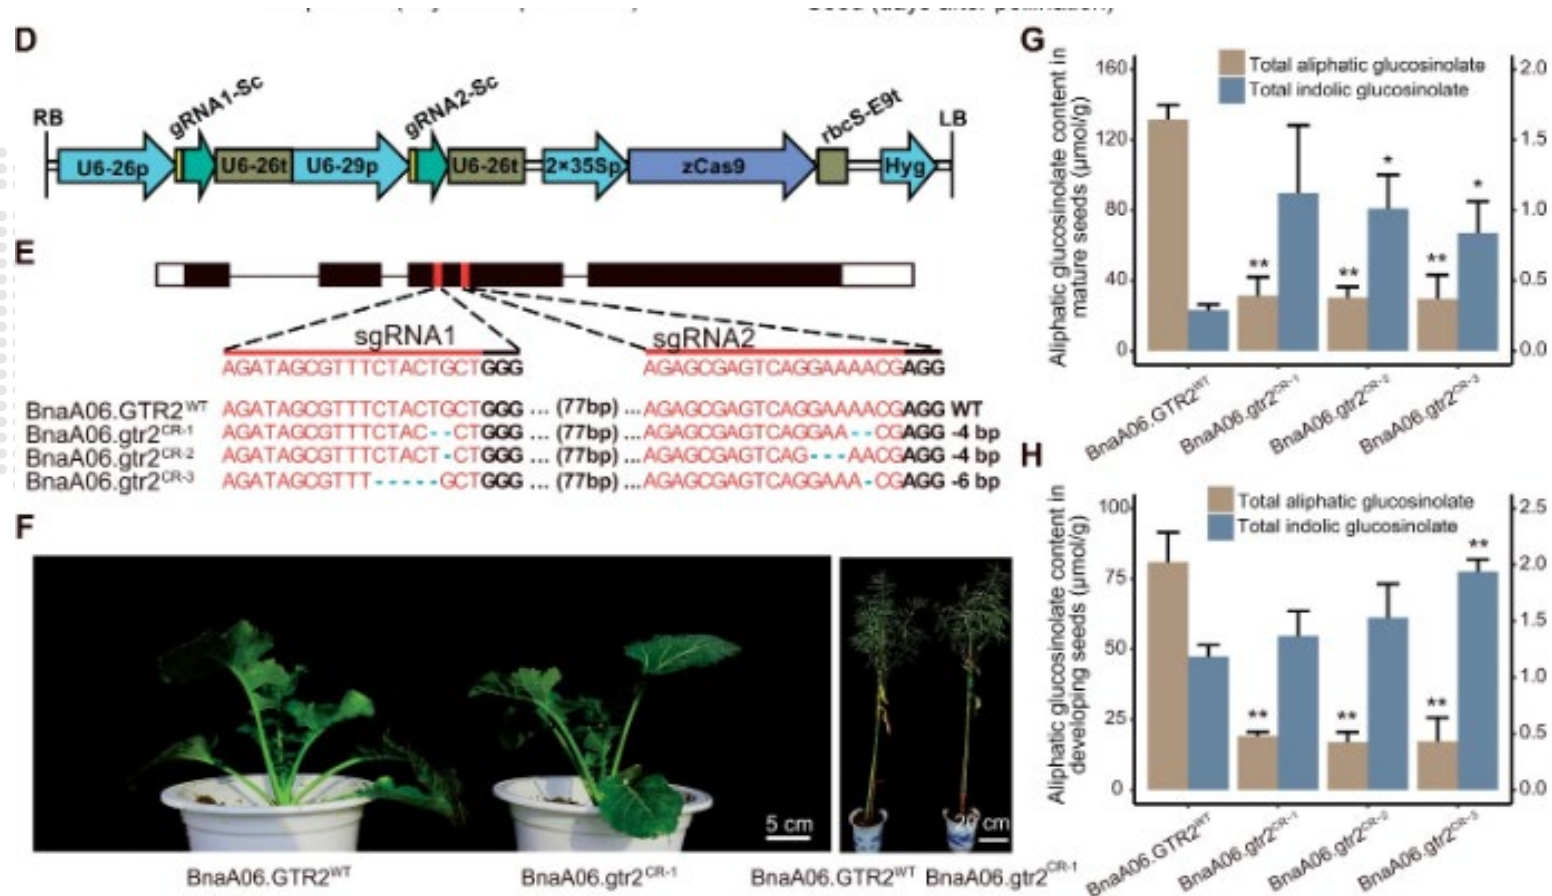 D
RB
gRNA1-Sc
gRNA2-Sc
rbcS-E9t
LB
U6-26p
U6-26t
U6-29p
U6-26t
2×35Sp
zCas9
Hyg
E
sgRNA1
sgRNA2
AGATAGCGTTTCTACTGCTGGG
AGAGCGAGTCAGGAAAACGAGG
BnaA06.GTR2WT AGATAGCGTTTCTACTGCTGGG ... (77bp) ... AGAGCGAGTCAGGAAAACGAGG WT
BnaA06.gtr2CR-1 AGATAGCGTTTCTAC--CTGGG ... (77bp) ... AGAGCGAGTCAGGAA--CGAGG -4 bp
BnaA06.gtr2CR-2 AGATAGCGTTTCTACT-CTGGG ... (77bp) ... AGAGCGAGTCAG---AACGAGG -4 bp
BnaA06.gtr2CR-3 AGATAGCGTTT-----GCTGGG ... (77bp) ... AGAGCGAGTCAGGAAA-CGAGG -6 bp
F
5 cm
20 cm
BnaA06.GTR2WT
BnaA06.gtr2CR-1
BnaA06.GTR2WT
BnaA06.gtr2CR-1
G
Aliphatic glucosinolate content in
mature seeds (μmol/g)
Total aliphatic glucosinolate
Total indolic glucosinolate
160
120
80
40
0
2.0
1.5
1.0
0.5
0.0
**
**
*
**
*
BnaA06.GTR2WT
BnaA06.gtr2CR-1
BnaA06.gtr2CR-2
BnaA06.gtr2CR-3
H
Aliphatic glucosinolate content in
developing seeds (μmol/g)
Total aliphatic glucosinolate
Total indolic glucosinolate
100
75
50
25
0
2.5
2.0
1.5
1.0
0.5
0.0
**
**
**
**
BnaA06.GTR2WT
BnaA06.gtr2CR-1
BnaA06.gtr2CR-2
BnaA06.gtr2CR-3